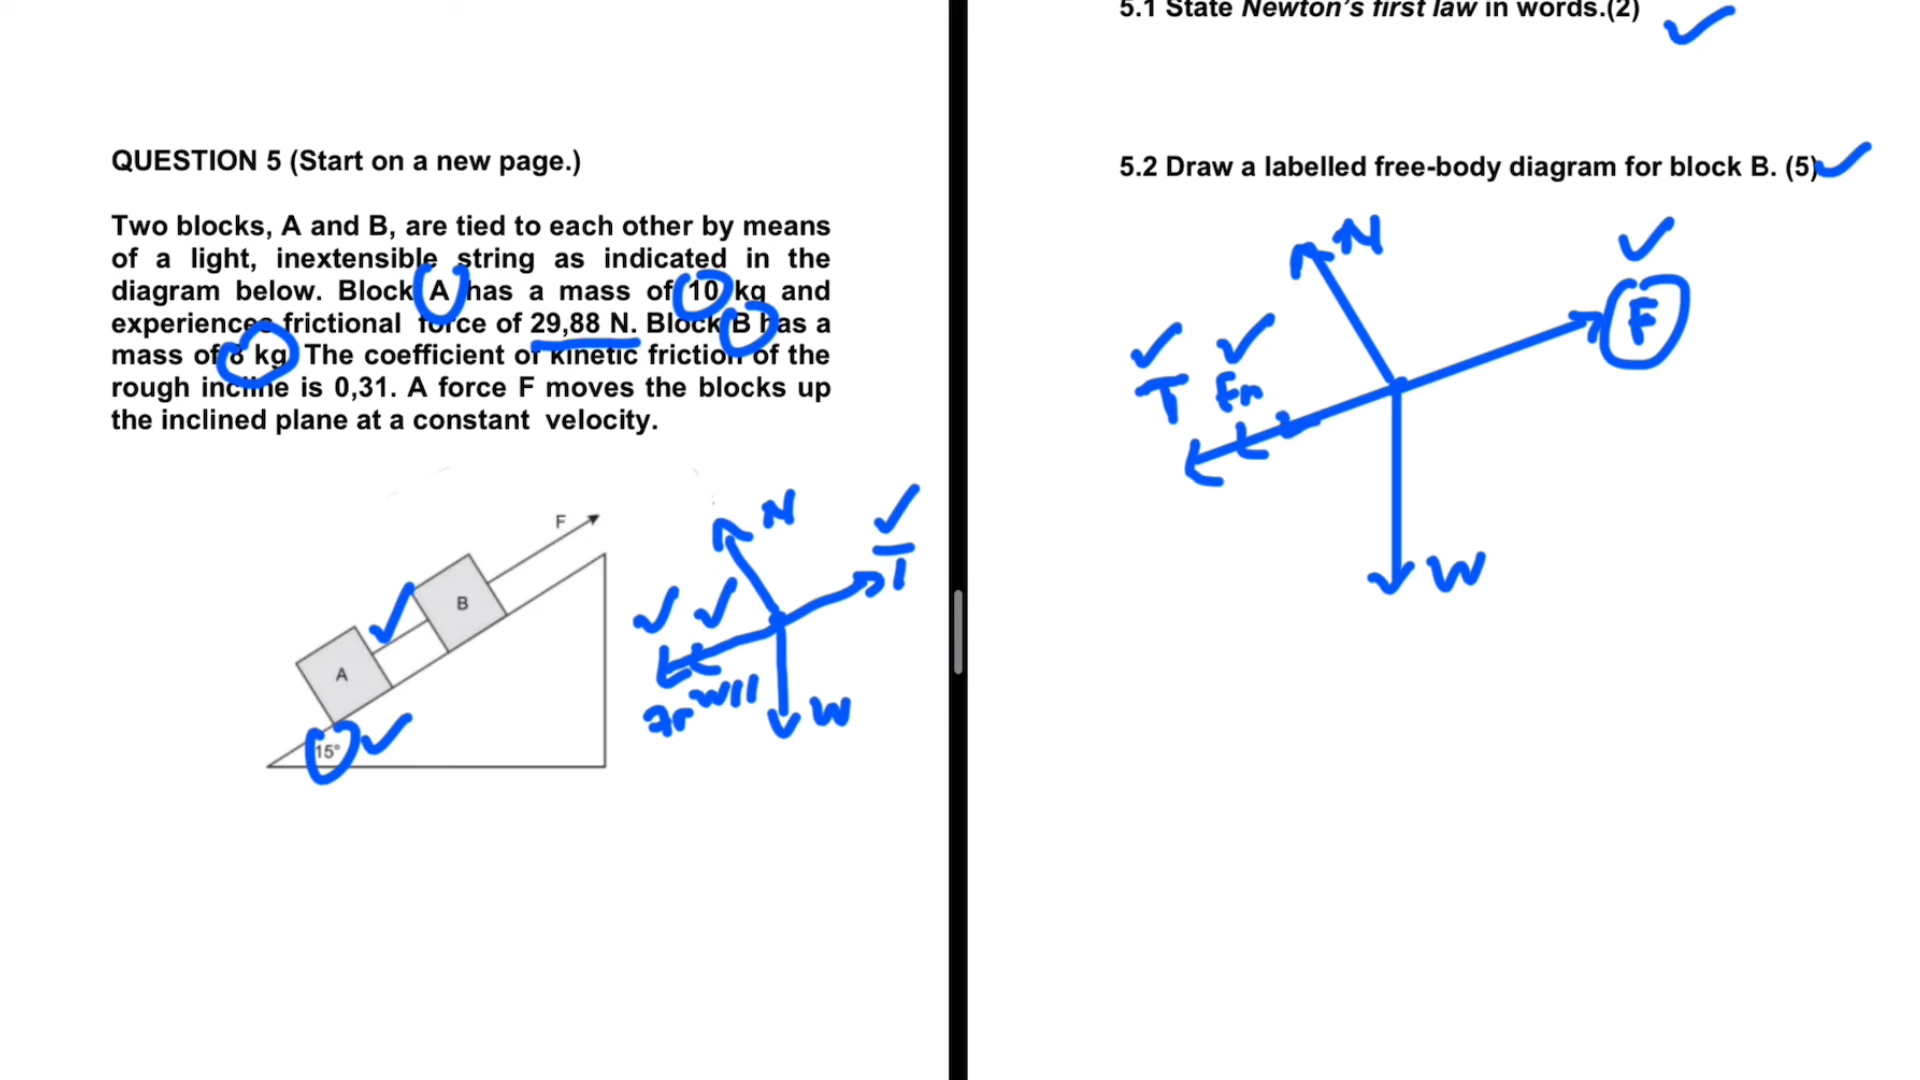 QUESTION 5 (Start on a new page.)
Two blocks, A and B, are tied to each other by means
of a light, inextensible string as indicated in the
diagram below. Block A has a mass of 10 kg and
experiences frictional force of 29,88 N. Block B has a
mass of 8 kg. The coefficient of kinetic friction of the
rough incline is 0,31. A force F moves the blocks up
the inclined plane at a constant velocity.
F
B
A
15°
N
T
W||
fr
W
5.1 State Newton's first law in words.(2)
5.2 Draw a labelled free-body diagram for block B. (5)
N
F
T Fr
W